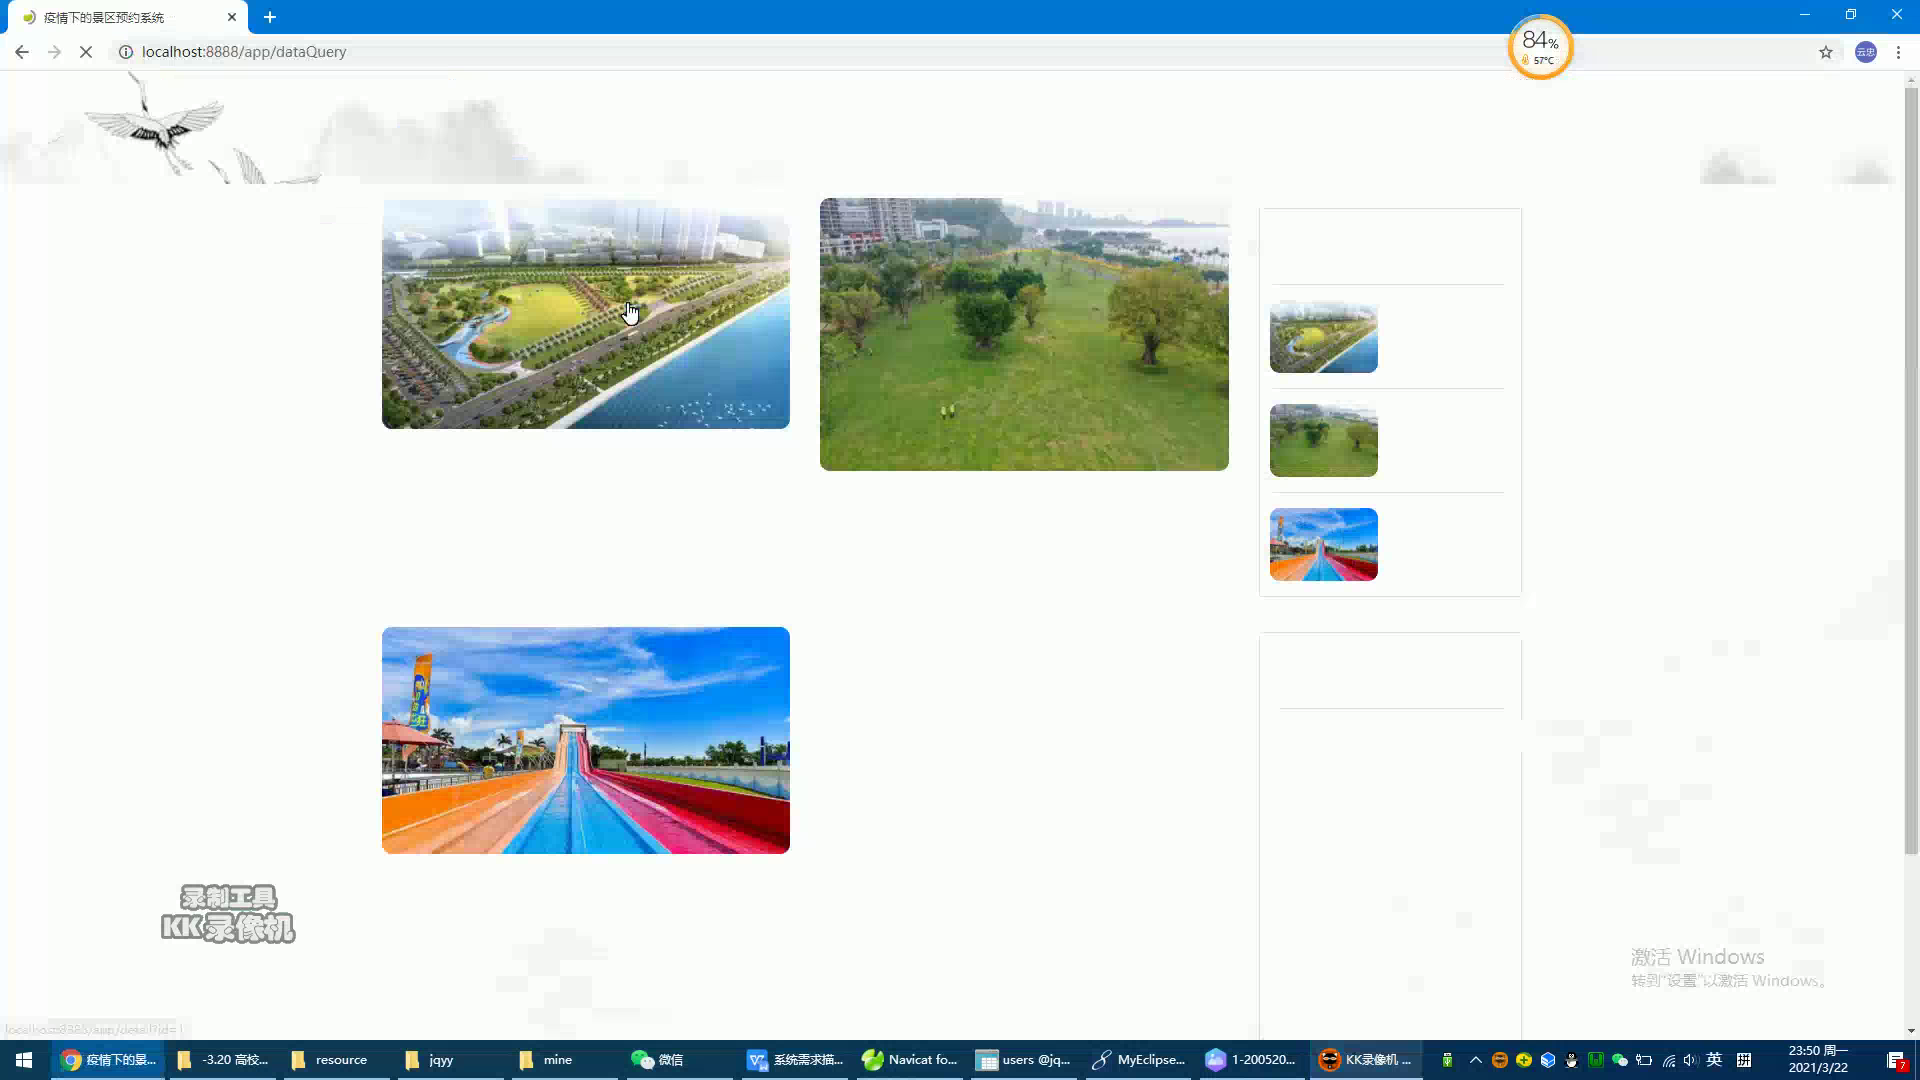 疫情下的景区预约系统
localhost:8888/app/dataQuery
84%
57℃
云忠
录制工具
KK录像机
激活 Windows
转到"设置"以激活 Windows。
localhost:8888/app/detail?id=1
疫情下的景...
-3.20 高校...
resource
jqyy
mine
微信
系统需求描...
Navicat fo...
users @jq...
MyEclipse...
1-200520...
KK录像机 ...
英
拼
23:50 周一
2021/3/22
7